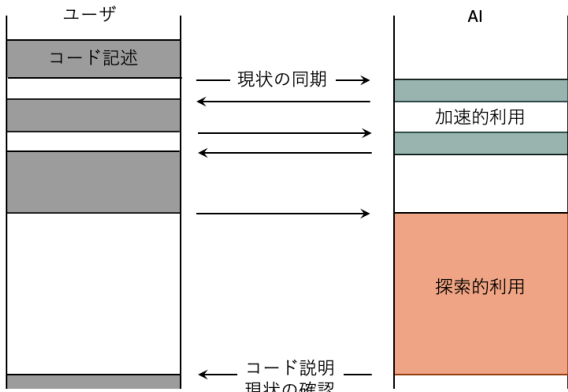 ユーザ
AI
コード記述
現状の同期
加速的利用
探索的利用
コード説明
現状の確認